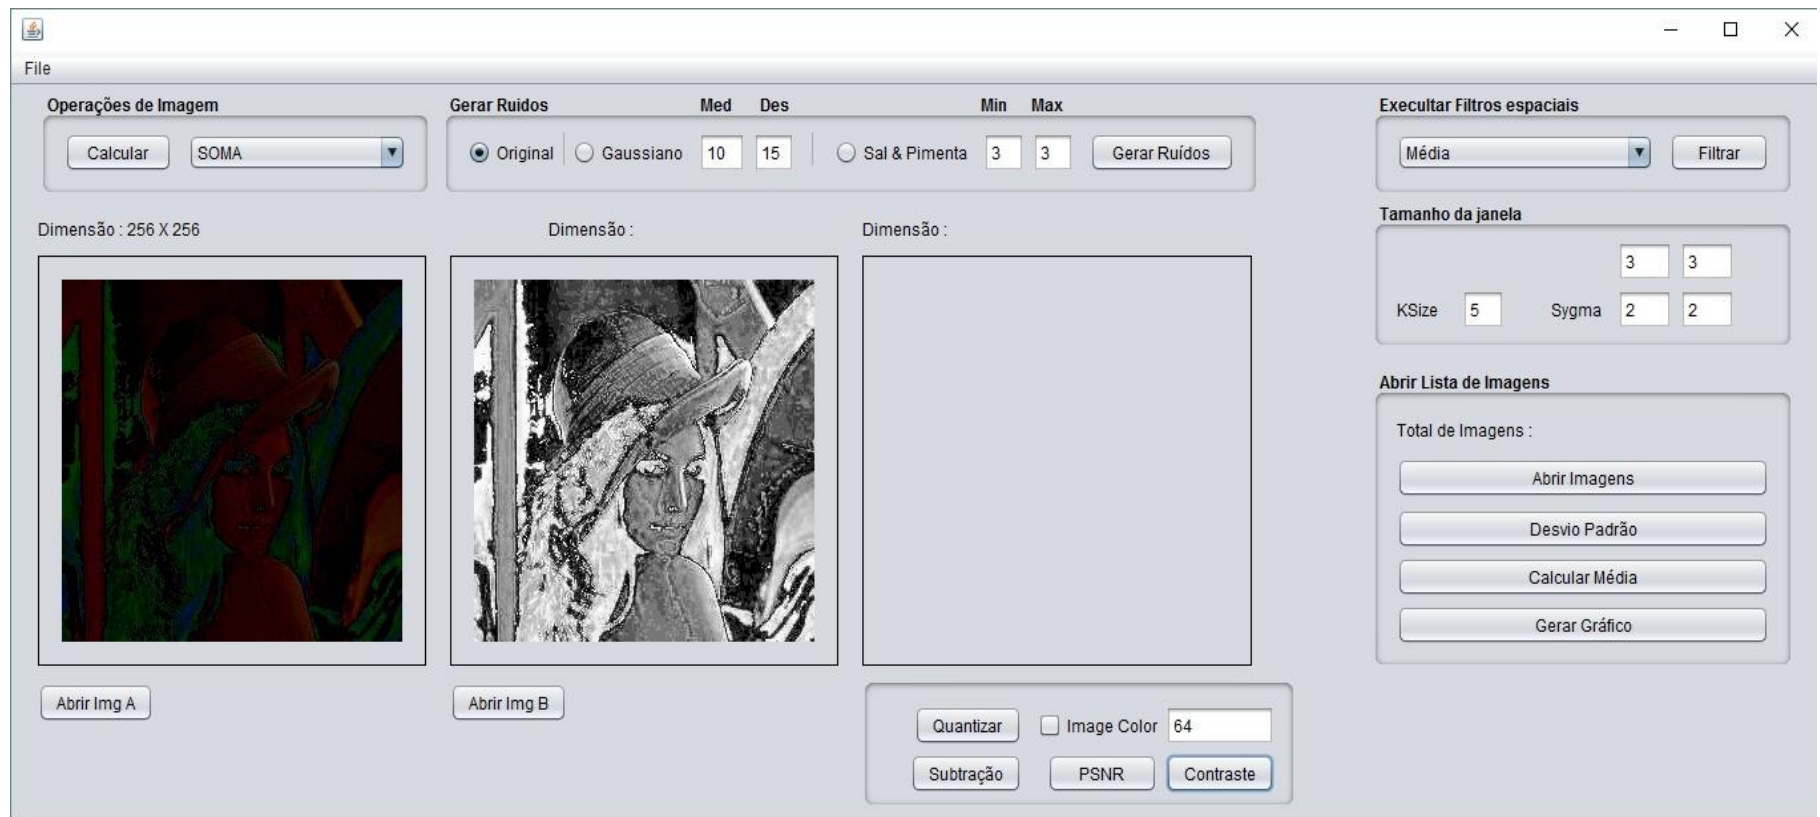 File
Operações de Imagem
Calcular
SOMA
Gerar Ruidos
Med
Des
Min
Max
Original
Gaussiano
10
15
Sal & Pimenta
3
3
Gerar Ruídos
Execultar Filtros espaciais
Média
Filtrar
Dimensão : 256 X 256
Dimensão :
Dimensão :
Tamanho da janela
3
3
KSize
5
Sygma
2
2
Abrir Lista de Imagens
Total de Imagens :
Abrir Imagens
Desvio Padrão
Calcular Média
Gerar Gráfico
Abrir Img A
Abrir Img B
Quantizar
Image Color
64
Subtração
PSNR
Contraste